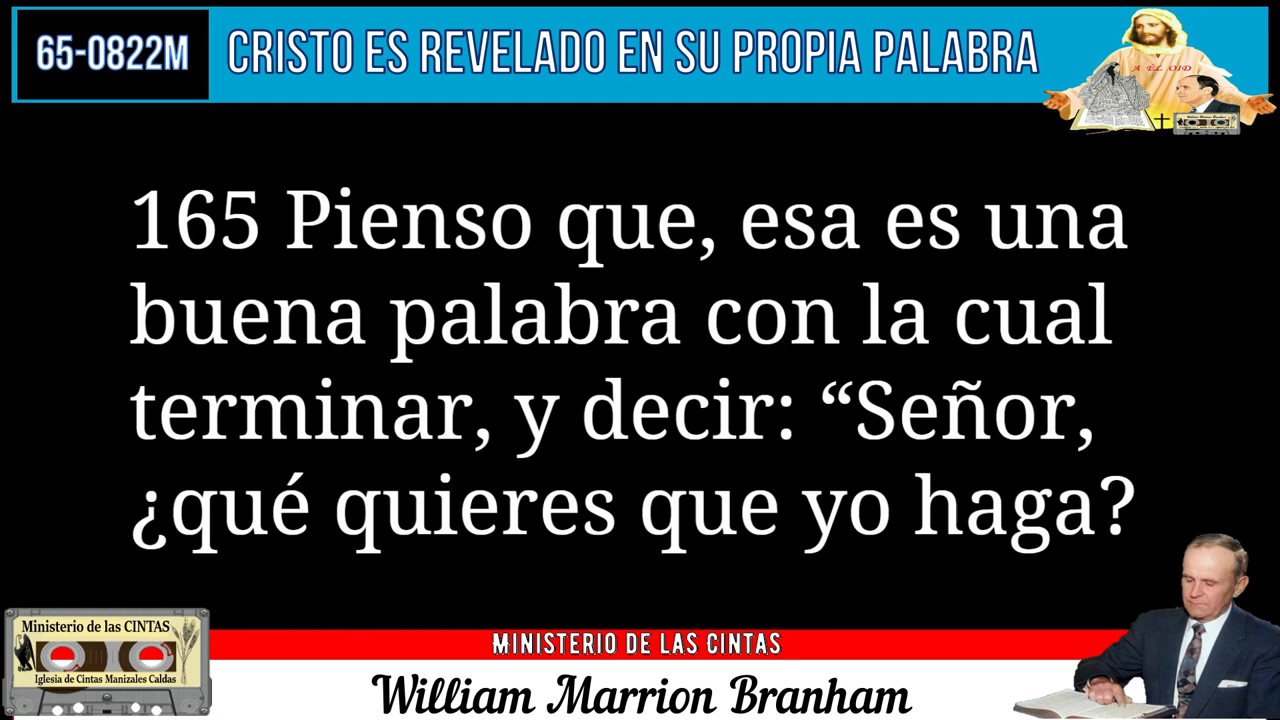 65-0822M CRISTO ES REVELADO EN SU PROPIA PALABRA
A ÉL OID
165 Pienso que, esa es una
buena palabra con la cual
terminar, y decir: “Señor,
¿qué quieres que yo haga?
Ministerio de las CINTAS
Iglesia de Cintas Manizales Caldas
MINISTERIO DE LAS CINTAS
William Marrion Branham